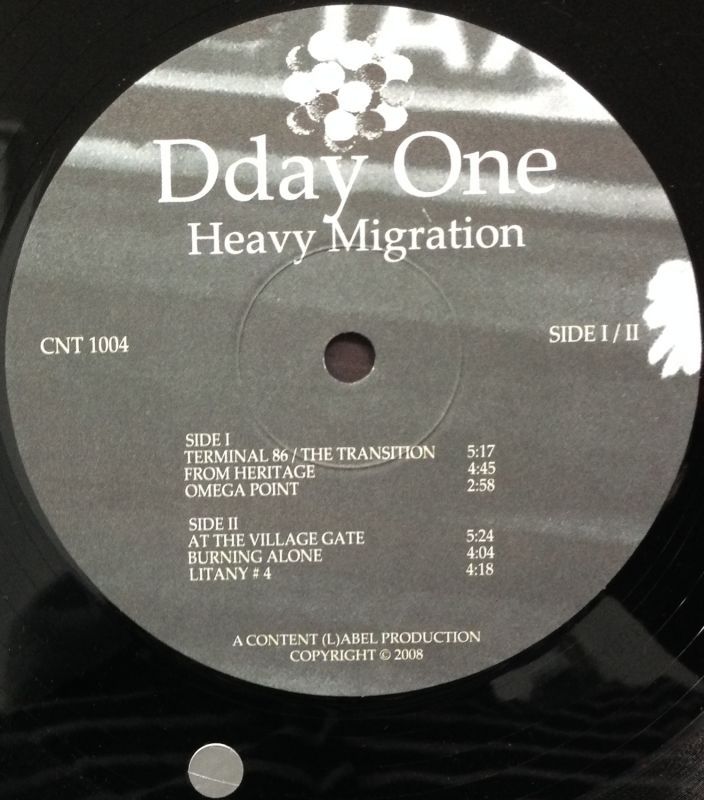 TAX
Dday One
Heavy Migration
CNT 1004
SIDE I / II
SIDE I
TERMINAL 86 / THE TRANSITION 5:17
FROM HERITAGE 4:45
OMEGA POINT 2:58
SIDE II
AT THE VILLAGE GATE 5:24
BURNING ALONE 4:04
LITANY # 4 4:18
A CONTENT (L)ABEL PRODUCTION
COPYRIGHT © 2008